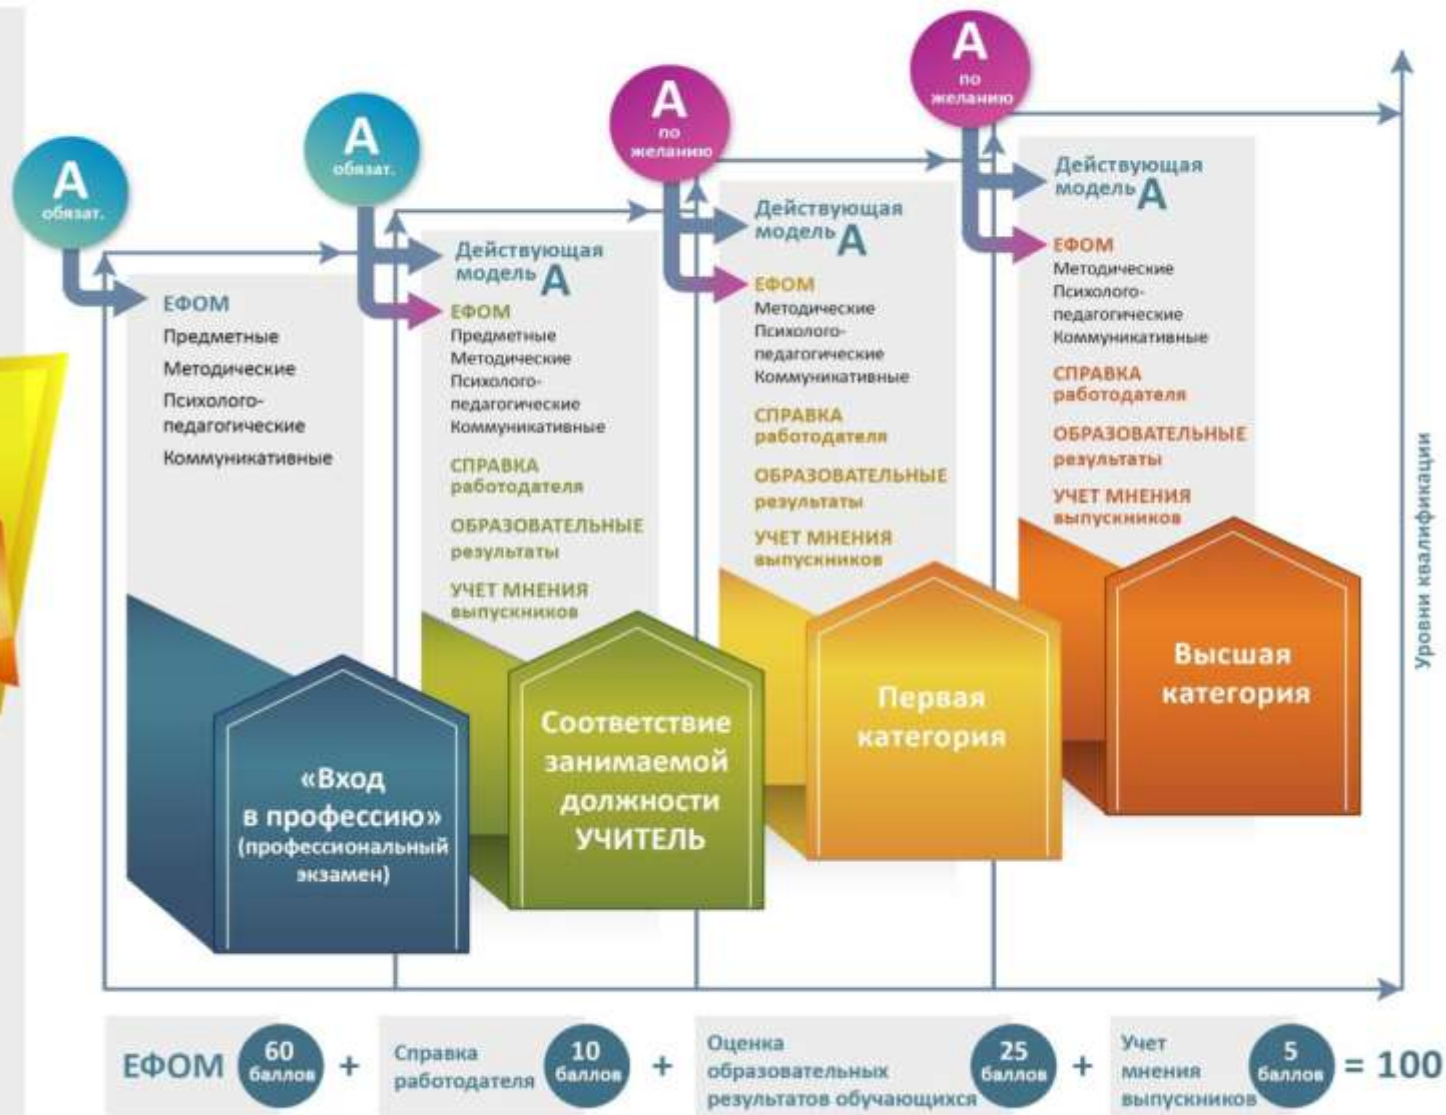 А
обязат.
ЕФОМ
Предметные
Методические
Психолого-
педагогические
Коммуникативные
«Вход
в профессию»
(профессиональный
экзамен)
А
обязат.
Действующая
модель А
ЕФОМ
Предметные
Методические
Психолого-
педагогические
Коммуникативные
СПРАВКА
работодателя
ОБРАЗОВАТЕЛЬНЫЕ
результаты
УЧЕТ МНЕНИЯ
выпускников
Соответствие
занимаемой
должности
УЧИТЕЛЬ
А
по
желанию
Действующая
модель А
ЕФОМ
Методические
Психолого-
педагогические
Коммуникативные
СПРАВКА
работодателя
ОБРАЗОВАТЕЛЬНЫЕ
результаты
УЧЕТ МНЕНИЯ
выпускников
Первая
категория
А
по
желанию
Действующая
модель А
ЕФОМ
Методические
Психолого-
педагогические
Коммуникативные
СПРАВКА
работодателя
ОБРАЗОВАТЕЛЬНЫЕ
результаты
УЧЕТ МНЕНИЯ
выпускников
Высшая
категория
Уровни квалификации
ЕФОМ
60
баллов
+
Справка
работодателя
10
баллов
+
Оценка
образовательных
результатов обучающихся
25
баллов
+
Учет
мнения
выпускников
5
баллов
= 100